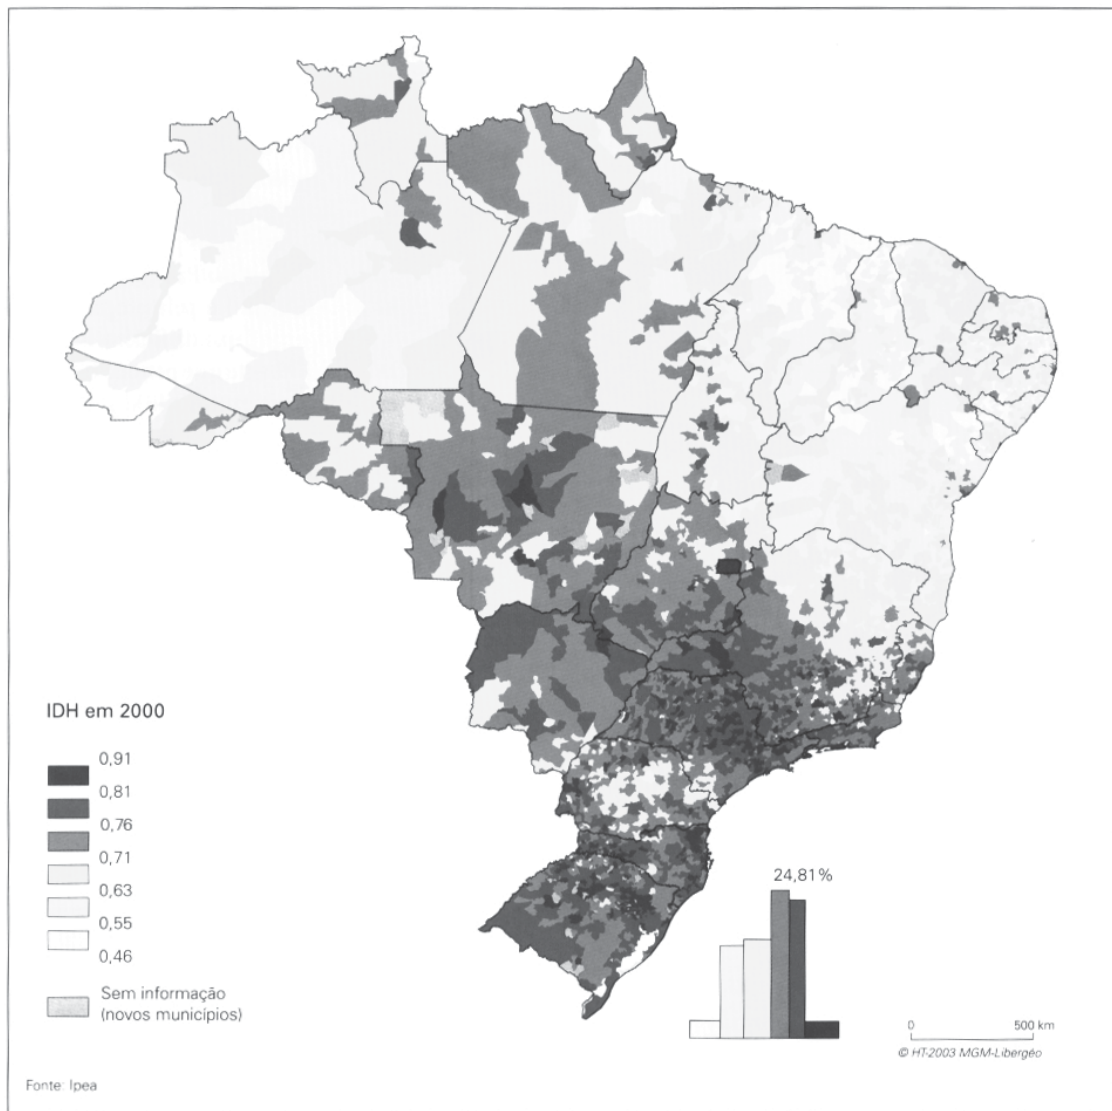 IDH em 2000
0,91
0,81
0,76
0,71
0,63
0,55
0,46
Sem informação
(novos municípios)
24,81%
0 500 km
© HT-2003 MGM-Libergéo
Fonte: Ipea